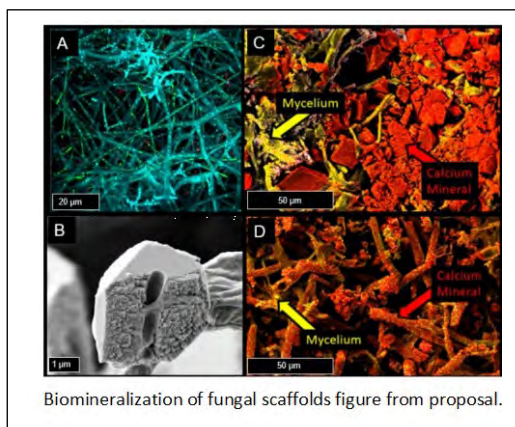 A
20 µm
C
Mycelium
Calcium
Mineral
50 µm
B
1 µm
D
Calcium
Mineral
Mycelium
50 µm
Biomineralization of fungal scaffolds figure from proposal.